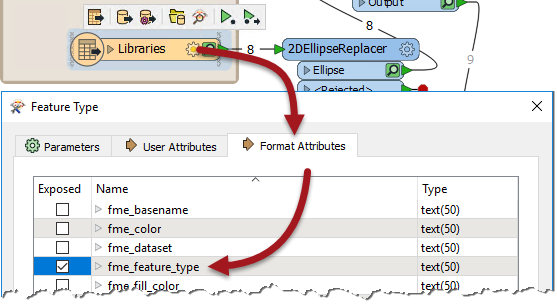 Output
8
Libraries
8
2DEllipseReplacer
Ellipse
<Rejected>
9
Feature Type
Parameters
User Attributes
Format Attributes
Exposed
Name
Type
fme_basename
text(50)
fme_color
text(50)
fme_dataset
text(50)
fme_feature_type
text(50)
fme_fill_color
text(50)